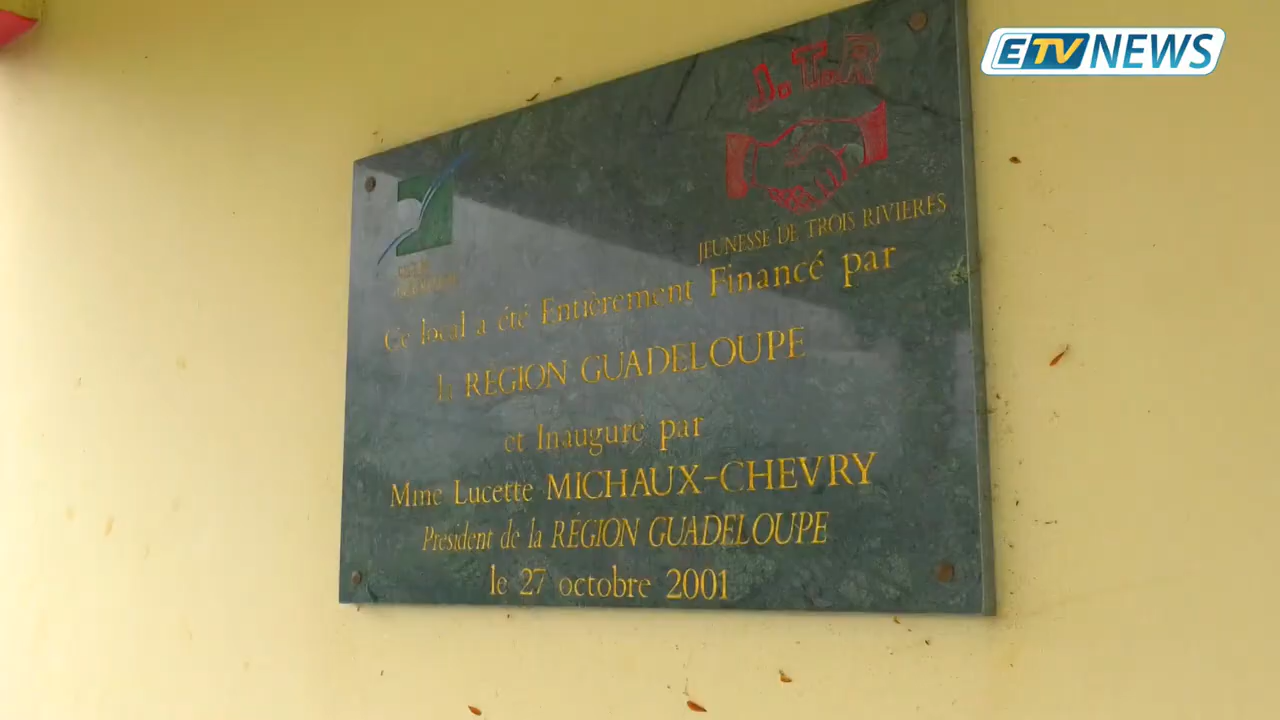 ETV NEWS
J.T.R
JEUNESSE DE TROIS RIVIERES
Ce local a été Entièrement Financé par
la RÉGION GUADELOUPE
et Inauguré par
Mme Lucette MICHAUX-CHEVRY
Président de la RÉGION GUADELOUPE
le 27 octobre 2001